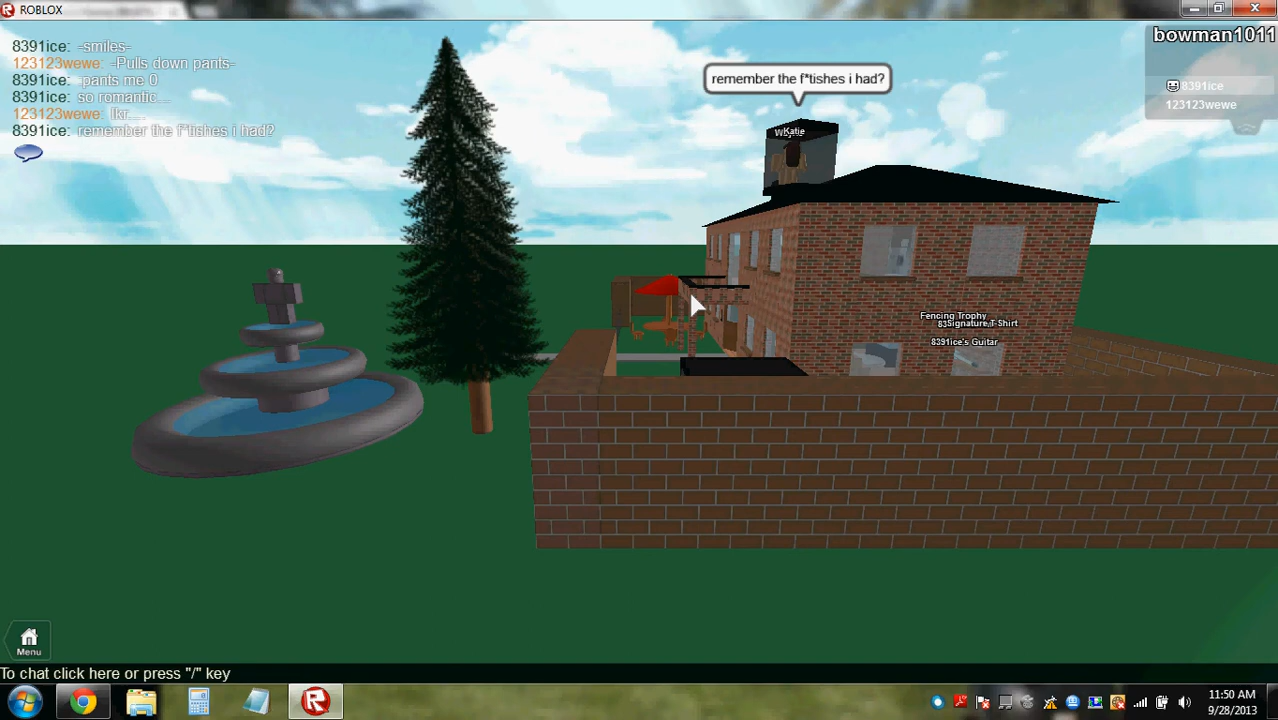 ROBLOX
bowman1011
8391ice: -smiles-
123123wewe: -Pulls down pants-
8391ice: -pants me 0
8391ice: so romantic....
123123wewe: Ikr....
8391ice: remember the f*tishes i had?
remember the f*tishes i had?
8391ice
123123wewe
Katie
Fencing Trophy
Signature T-Shirt
8391ice's Guitar
Menu
To chat click here or press "/" key
11:50 AM
9/28/2013